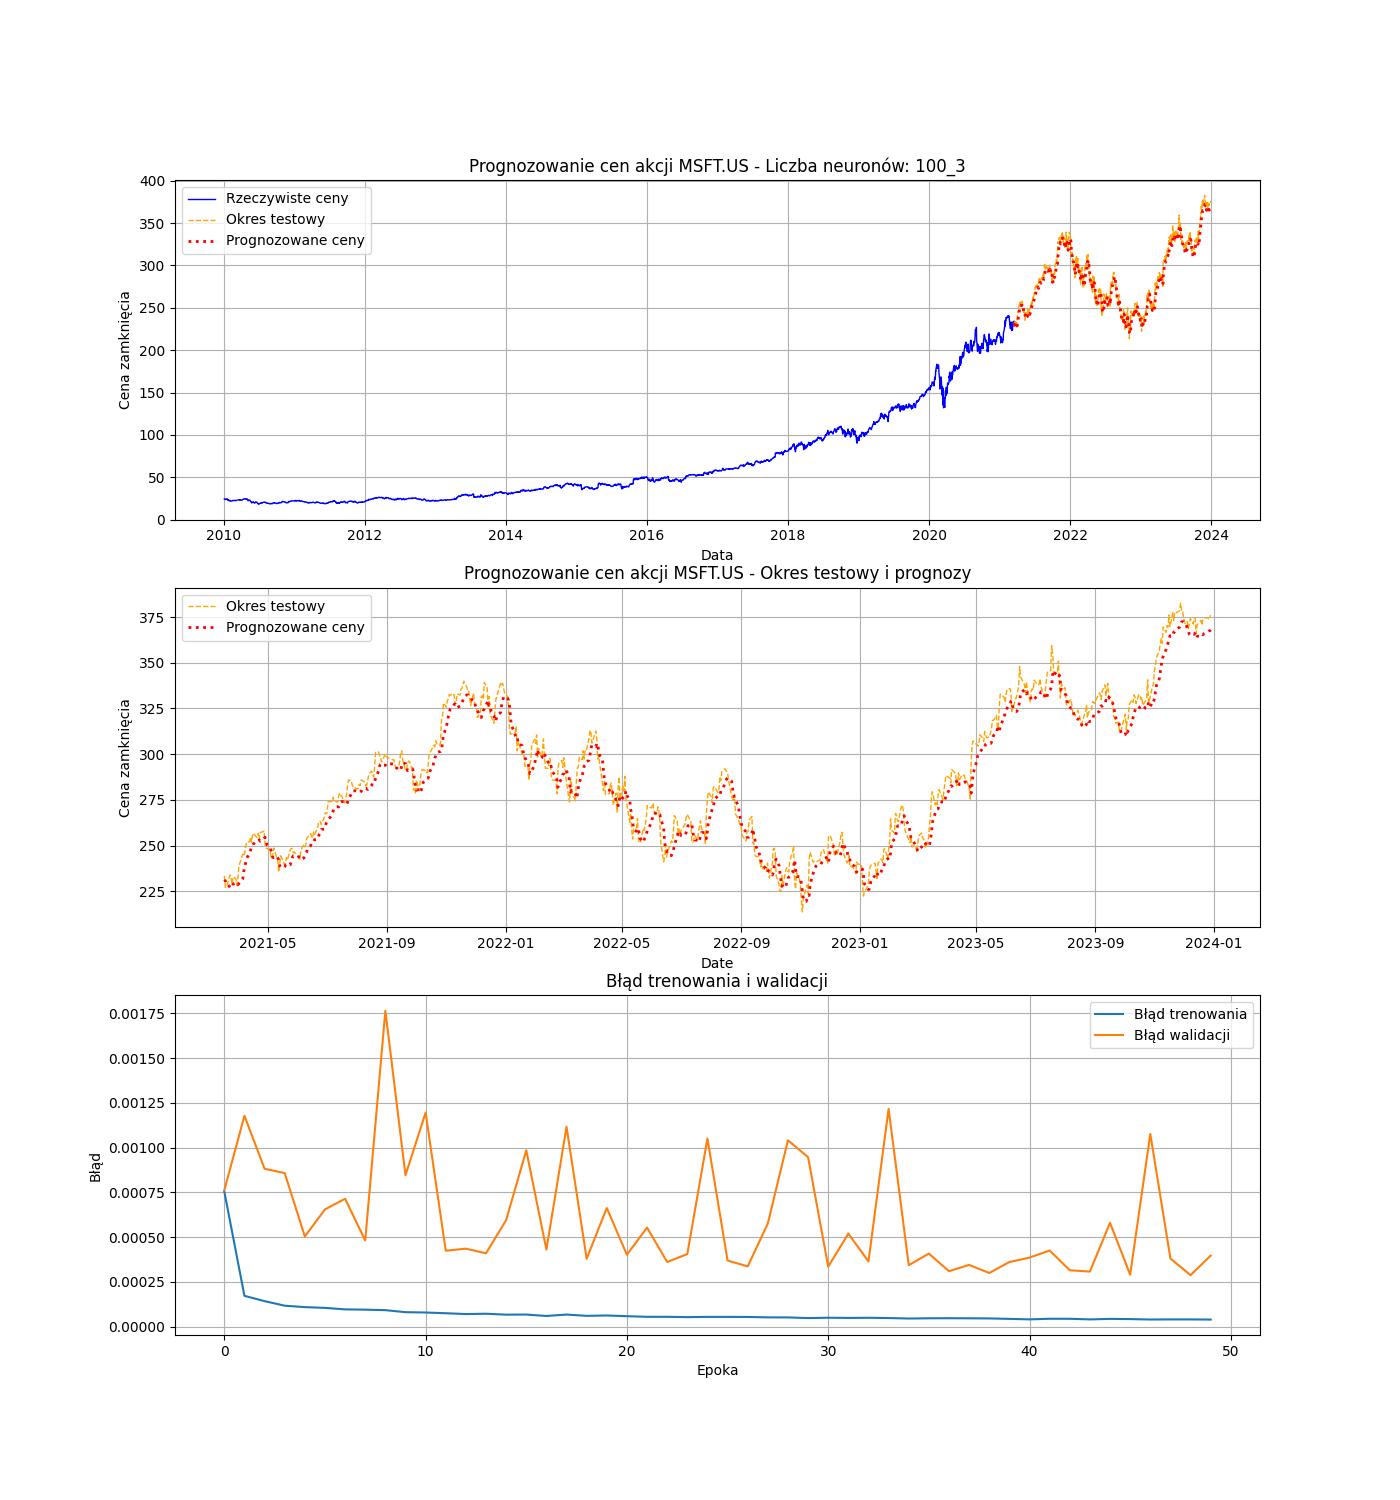 Prognozowanie cen akcji MSFT.US - Liczba neuronów: 100_3
400
350
300
250
200
150
100
50
0
Cena zamknięcia
Rzeczywiste ceny
Okres testowy
Prognozowane ceny
2010 2012 2014 2016 2018 2020 2022 2024
Data
Prognozowanie cen akcji MSFT.US - Okres testowy i prognozy
375
350
325
300
275
250
225
Cena zamknięcia
Okres testowy
Prognozowane ceny
2021-05 2021-09 2022-01 2022-05 2022-09 2023-01 2023-05 2023-09 2024-01
Date
Błąd trenowania i walidacji
0.00175
0.00150
0.00125
0.00100
0.00075
0.00050
0.00025
0.00000
Błąd
Błąd trenowania
Błąd walidacji
0 10 20 30 40 50
Epoka